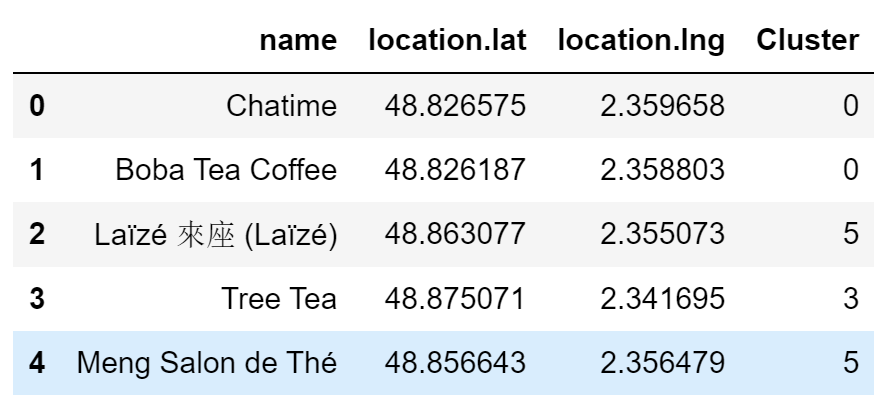 name location.lat location.lng Cluster
0 Chatime 48.826575 2.359658 0
1 Boba Tea Coffee 48.826187 2.358803 0
2 Laïzé 來座 (Laïzé) 48.863077 2.355073 5
3 Tree Tea 48.875071 2.341695 3
4 Meng Salon de Thé 48.856643 2.356479 5